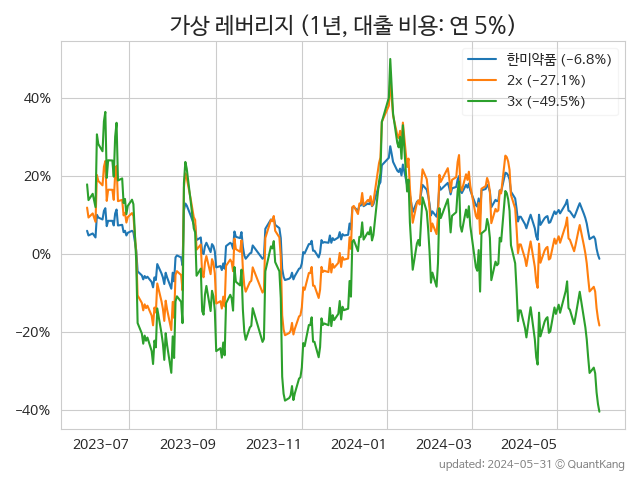 가상 레버리지 (1년, 대출 비용: 연 5%)
한미약품 (−6.8%)
2x (−27.1%)
3x (−49.5%)
40%
20%
0%
−20%
−40%
2023-07
2023-09
2023-11
2024-01
2024-03
2024-05
updated: 2024-05-31 © QuantKang